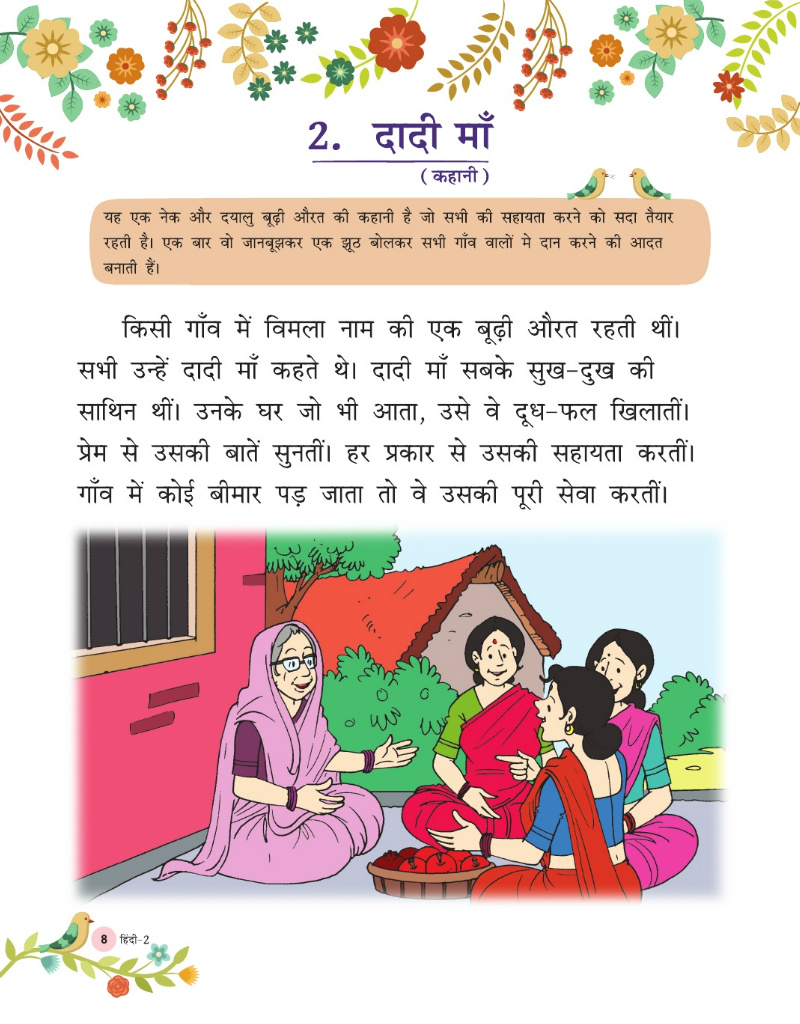 2. दादी माँ
( कहानी )
यह एक नेक और दयालु बूढ़ी औरत की कहानी है जो सभी की सहायता करने को सदा तैयार
रहती है। एक बार वो जानबूझकर एक झूठ बोलकर सभी गाँव वालों मे दान करने की आदत
बनाती हैं।
किसी गाँव में विमला नाम की एक बूढ़ी औरत रहती थीं।
सभी उन्हें दादी माँ कहते थे। दादी माँ सबके सुख-दुख की
साथिन थीं। उनके घर जो भी आता, उसे वे दूध-फल खिलातीं।
प्रेम से उसकी बातें सुनतीं। हर प्रकार से उसकी सहायता करतीं।
गाँव में कोई बीमार पड़ जाता तो वे उसकी पूरी सेवा करतीं।
8 हिंदी-2